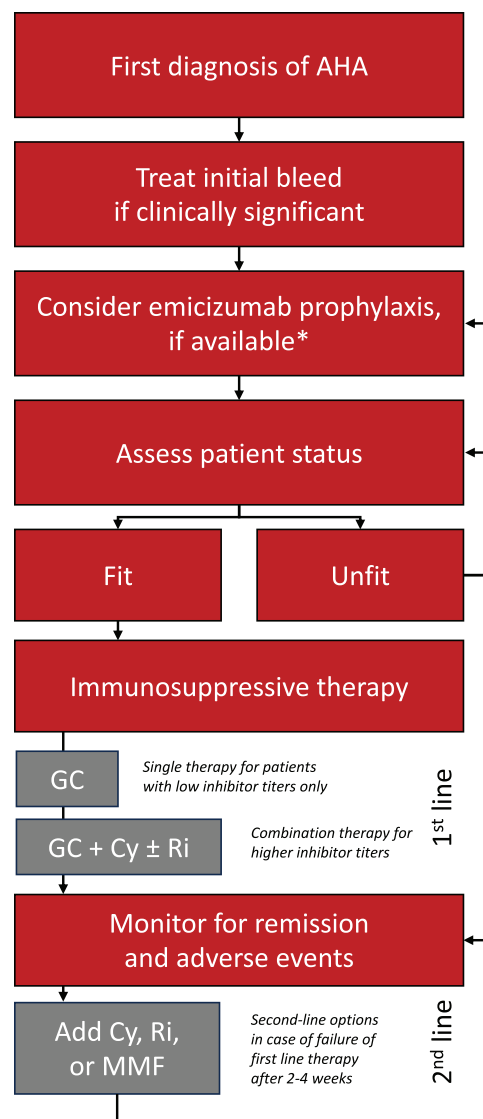 First diagnosis of AHA
Treat initial bleed
if clinically significant
Consider emicizumab prophylaxis,
if available*
Assess patient status
Fit
Unfit
Immunosuppressive therapy
GC
Single therapy for patients
with low inhibitor titers only
GC + Cy ± Ri
Combination therapy for
higher inhibitor titers
1st line
Monitor for remission
and adverse events
Add Cy, Ri,
or MMF
Second-line options
in case of failure of
first line therapy
after 2-4 weeks
2nd line